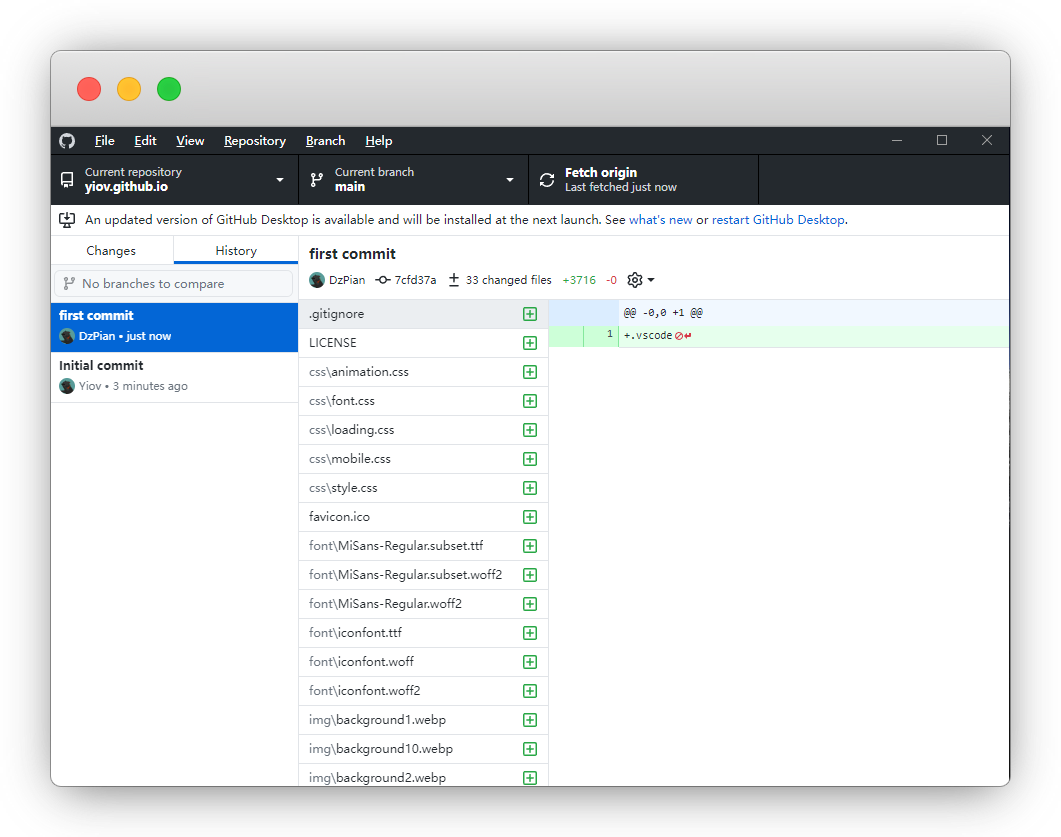 File Edit View Repository Branch Help
Current repository
yiov.github.io
Current branch
main
Fetch origin
Last fetched just now
An updated version of GitHub Desktop is available and will be installed at the next launch. See what's new or restart GitHub Desktop.
Changes
History
No branches to compare
first commit
DzPian • just now
Initial commit
Yiov • 3 minutes ago
first commit
DzPian 7cfd37a 33 changed files +3716 -0
.gitignore
LICENSE
css\animation.css
css\font.css
css\loading.css
css\mobile.css
css\style.css
favicon.ico
font\MiSans-Regular.subset.ttf
font\MiSans-Regular.subset.woff2
font\MiSans-Regular.woff2
font\iconfont.ttf
font\iconfont.woff
font\iconfont.woff2
img\background1.webp
img\background10.webp
img\background2.webp
@@ -0,0 +1 @@
1 +.vscode